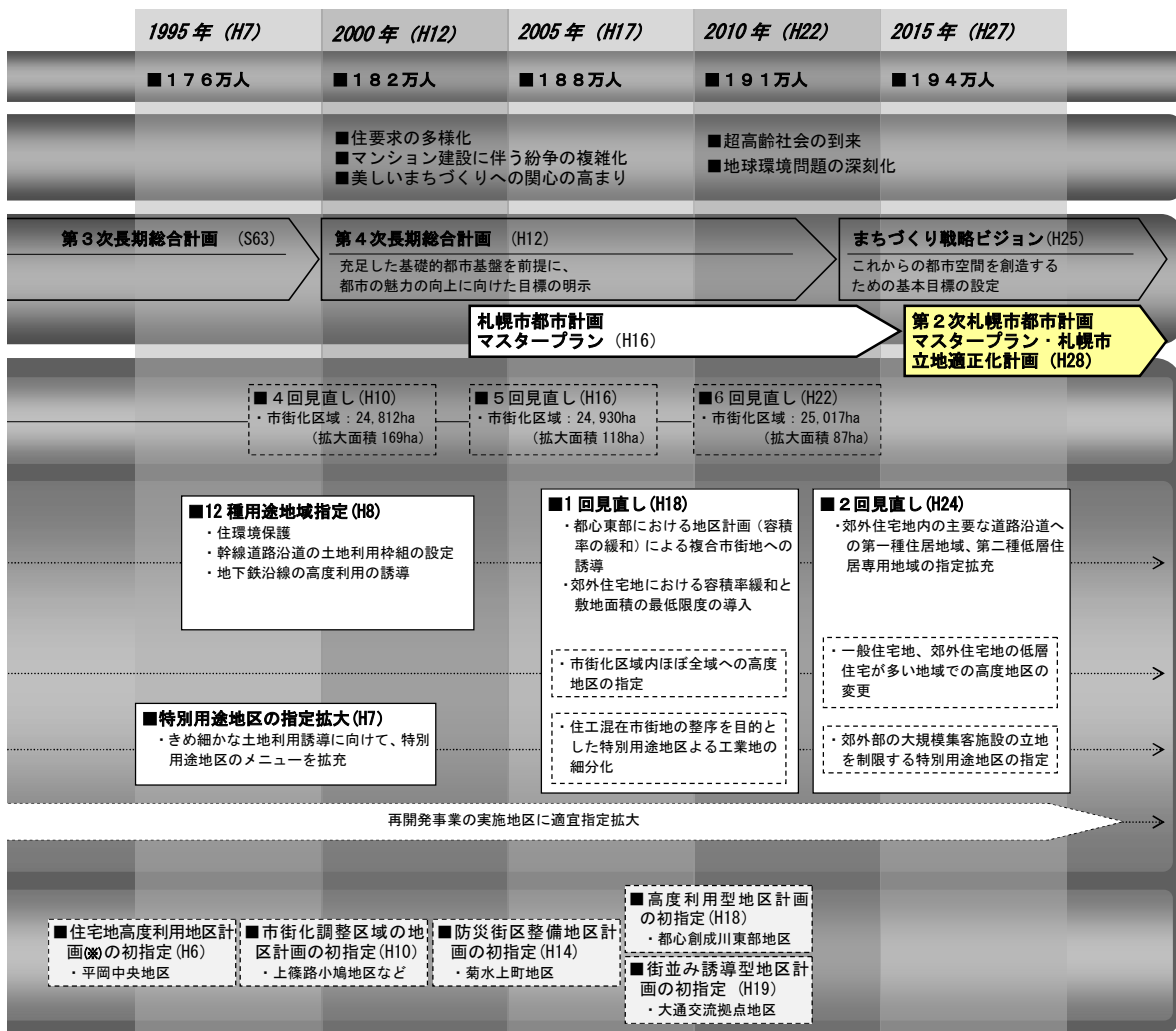 1995年（H7）
2000年（H12）
2005年（H17）
2010年（H22）
2015年（H27）
■１７６万人
■１８２万人
■１８８万人
■１９１万人
■１９４万人
■住要求の多様化
■マンション建設に伴う紛争の複雑化
■美しいまちづくりへの関心の高まり
■超高齢社会の到来
■地球環境問題の深刻化
第３次長期総合計画 (S63)
第４次長期総合計画 (H12)
充足した基礎的都市基盤を前提に、
都市の魅力の向上に向けた目標の明示
まちづくり戦略ビジョン(H25)
これからの都市空間を創造する
ための基本目標の設定
札幌市都市計画
マスタープラン (H16)
第２次札幌市都市計画
マスタープラン・札幌市
立地適正化計画 (H28)
■４回見直し(H10)
・市街化区域：24,812ha
（拡大面積 169ha）
■５回見直し(H16)
・市街化区域：24,930ha
（拡大面積 118ha）
■６回見直し(H22)
・市街化区域：25,017ha
（拡大面積 87ha）
■12 種用途地域指定(H8)
・住環境保護
・幹線道路沿道の土地利用枠組の設定
・地下鉄沿線の高度利用の誘導
■特別用途地区の指定拡大(H7)
・きめ細かな土地利用誘導に向けて、特別
用途地区のメニューを拡充
■1 回見直し(H18)
・都心東部における地区計画（容積
率の緩和）による複合市街地への
誘導
・郊外住宅地における容積率緩和と
敷地面積の最低限度の導入
・市街化区域内ほぼ全域への高度
地区の指定
・住工混在市街地の整序を目的と
した特別用途地区よる工業地の
細分化
■２回見直し(H24)
・郊外住宅地内の主要な道路沿道へ
の第一種住居地域、第二種低層住
居専用地域の指定拡充
・一般住宅地、郊外住宅地の低層
住宅が多い地域での高度地区の
変更
・郊外部の大規模集客施設の立地
を制限する特別用途地区の指定
再開発事業の実施地区に適宜指定拡大
■住宅地高度利用地区計
画(※)の初指定(H6)
・平岡中央地区
■市街化調整区域の地
区計画の初指定(H10)
・上篠路小鳩地区など
■防災街区整備地区計
画の初指定(H14)
・菊水上町地区
■高度利用型地区計画
の初指定(H18)
・都心創成川東部地区
■街並み誘導型地区計
画の初指定 (H19)
・大通交流拠点地区